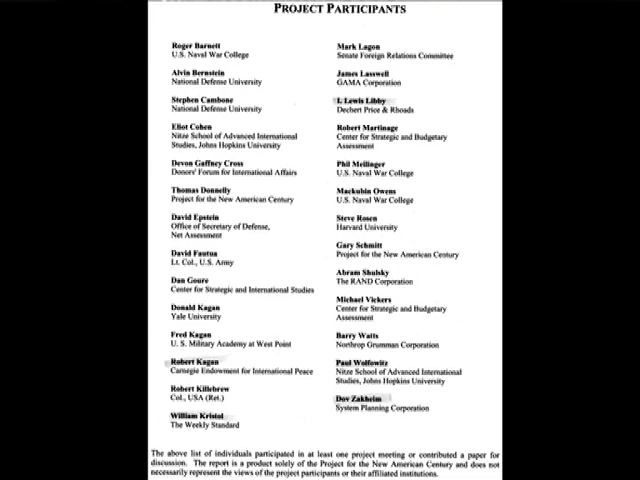 PROJECT PARTICIPANTS
Roger Barnett
U.S. Naval War College
Alvin Bernstein
National Defense University
Stephen Cambone
National Defense University
Eliot Cohen
Nitze School of Advanced International
Studies, Johns Hopkins University
Devon Gaffney Cross
Donors' Forum for International Affairs
Thomas Donnelly
Project for the New American Century
David Epstein
Office of Secretary of Defense,
Net Assessment
David Fautua
Lt. Col., U.S. Army
Dan Goure
Center for Strategic and International Studies
Donald Kagan
Yale University
Fred Kagan
U. S. Military Academy at West Point
Robert Kagan
Carnegie Endowment for International Peace
Robert Killebrew
Col., USA (Ret.)
William Kristol
The Weekly Standard
Mark Lagon
Senate Foreign Relations Committee
James Lasswell
GAMA Corporation
I. Lewis Libby
Dechert Price & Rhoads
Robert Martinage
Center for Strategic and Budgetary
Assessment
Phil Meilinger
U.S. Naval War College
Mackubin Owens
U.S. Naval War College
Steve Rosen
Harvard University
Gary Schmitt
Project for the New American Century
Abram Shulsky
The RAND Corporation
Michael Vickers
Center for Strategic and Budgetary
Assessment
Barry Watts
Northrop Grumman Corporation
Paul Wolfowitz
Nitze School of Advanced International
Studies, Johns Hopkins University
Dov Zakheim
System Planning Corporation
The above list of individuals participated in at least one project meeting or contributed a paper for
discussion. The report is a product solely of the Project for the New American Century and does not
necessarily represent the views of the project participants or their affiliated institutions.